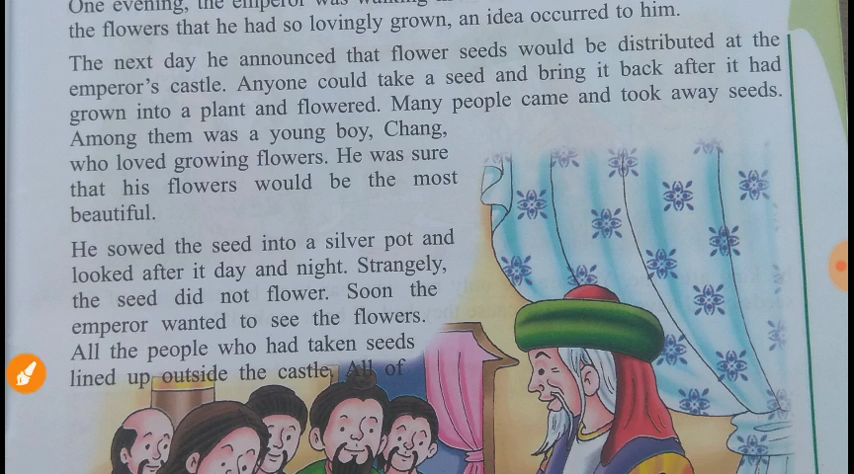 One evening, the emperor was walking
the flowers that he had so lovingly grown, an idea occurred to him.
The next day he announced that flower seeds would be distributed at the
emperor's castle. Anyone could take a seed and bring it back after it had
grown into a plant and flowered. Many people came and took away seeds.
Among them was a young boy, Chang,
who loved growing flowers. He was sure
that his flowers would be the most
beautiful.
He sowed the seed into a silver pot and
looked after it day and night. Strangely,
the seed did not flower. Soon the
emperor wanted to see the flowers.
All the people who had taken seeds
lined up outside the castle. All of